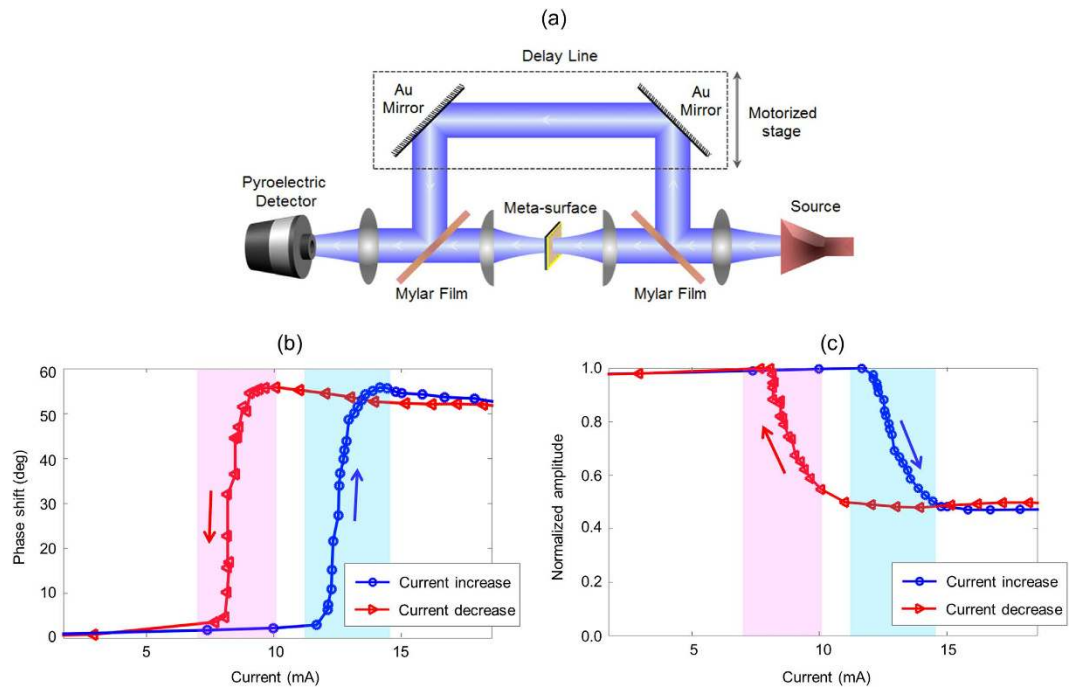 (a)
Delay Line
Au
Mirror
Au
Mirror
Motorized
stage
Pyroelectric
Detector
Meta-surface
Source
Mylar Film
Mylar Film
(b)
60
50
40
30
20
10
0
Phase shift (deg)
5
10
15
Current (mA)
Current increase
Current decrease
(c)
1.0
0.8
0.6
0.4
0.2
0.0
Normalized amplitude
5
10
15
Current (mA)
Current increase
Current decrease